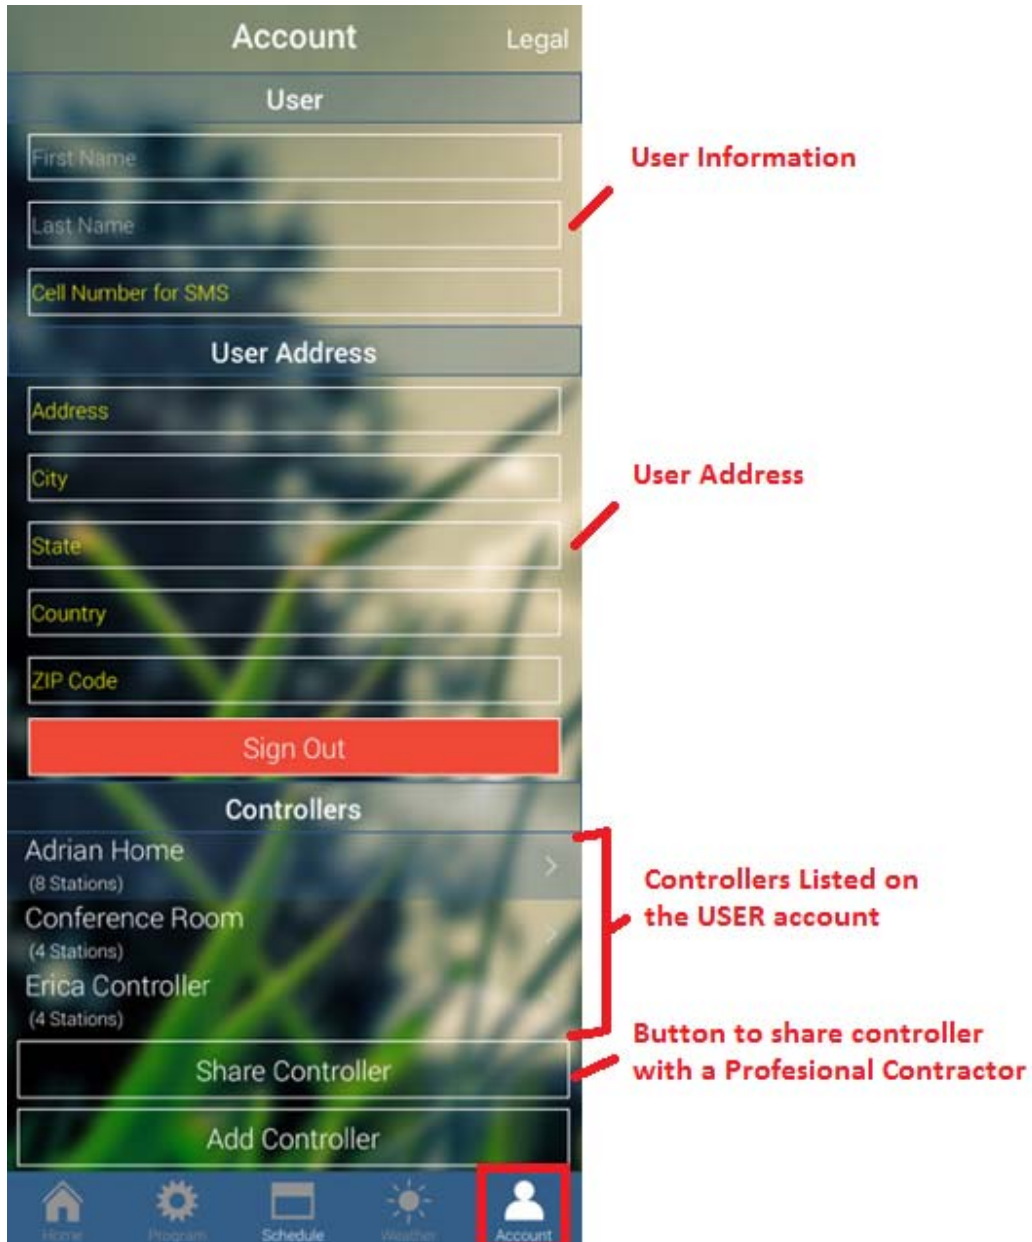 Account Legal
User
First Name
User Information
Last Name
Cell Number for SMS
User Address
Address
City
User Address
State
Country
ZIP Code
Sign Out
Controllers
Adrian Home
(8 Stations)
Controllers Listed on
the USER account
Conference Room
(4 Stations)
Erica Controller
(4 Stations)
Button to share controller
with a Profesional Contractor
Share Controller
Add Controller
Home Program Schedule Weather Account